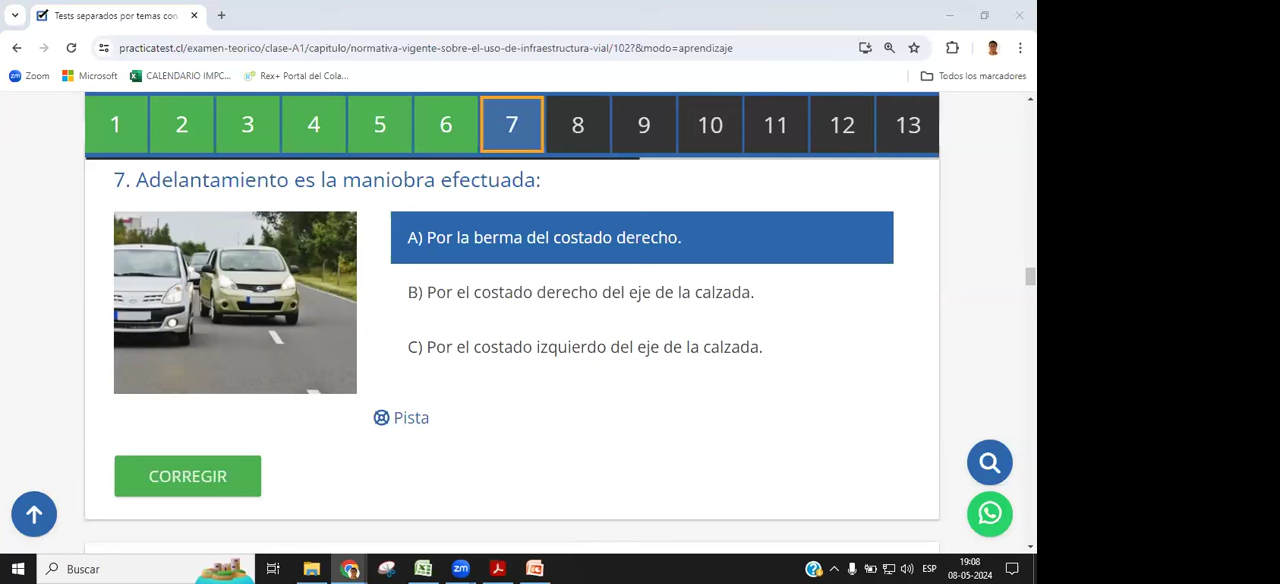 Tests separados por temas con
practicatest.cl/examen-teorico/clase-A1/capitulo/normativa-vigente-sobre-el-uso-de-infraestructura-vial/102?&modo=aprendizaje
Zoom Microsoft CALENDARIO IMPC... Rex+ Portal del Cola... Todos los marcadores
1 2 3 4 5 6 7 8 9 10 11 12 13
7. Adelantamiento es la maniobra efectuada:
A) Por la berma del costado derecho.
B) Por el costado derecho del eje de la calzada.
C) Por el costado izquierdo del eje de la calzada.
Pista
CORREGIR
Buscar
ESP
19:08
08-05-2024